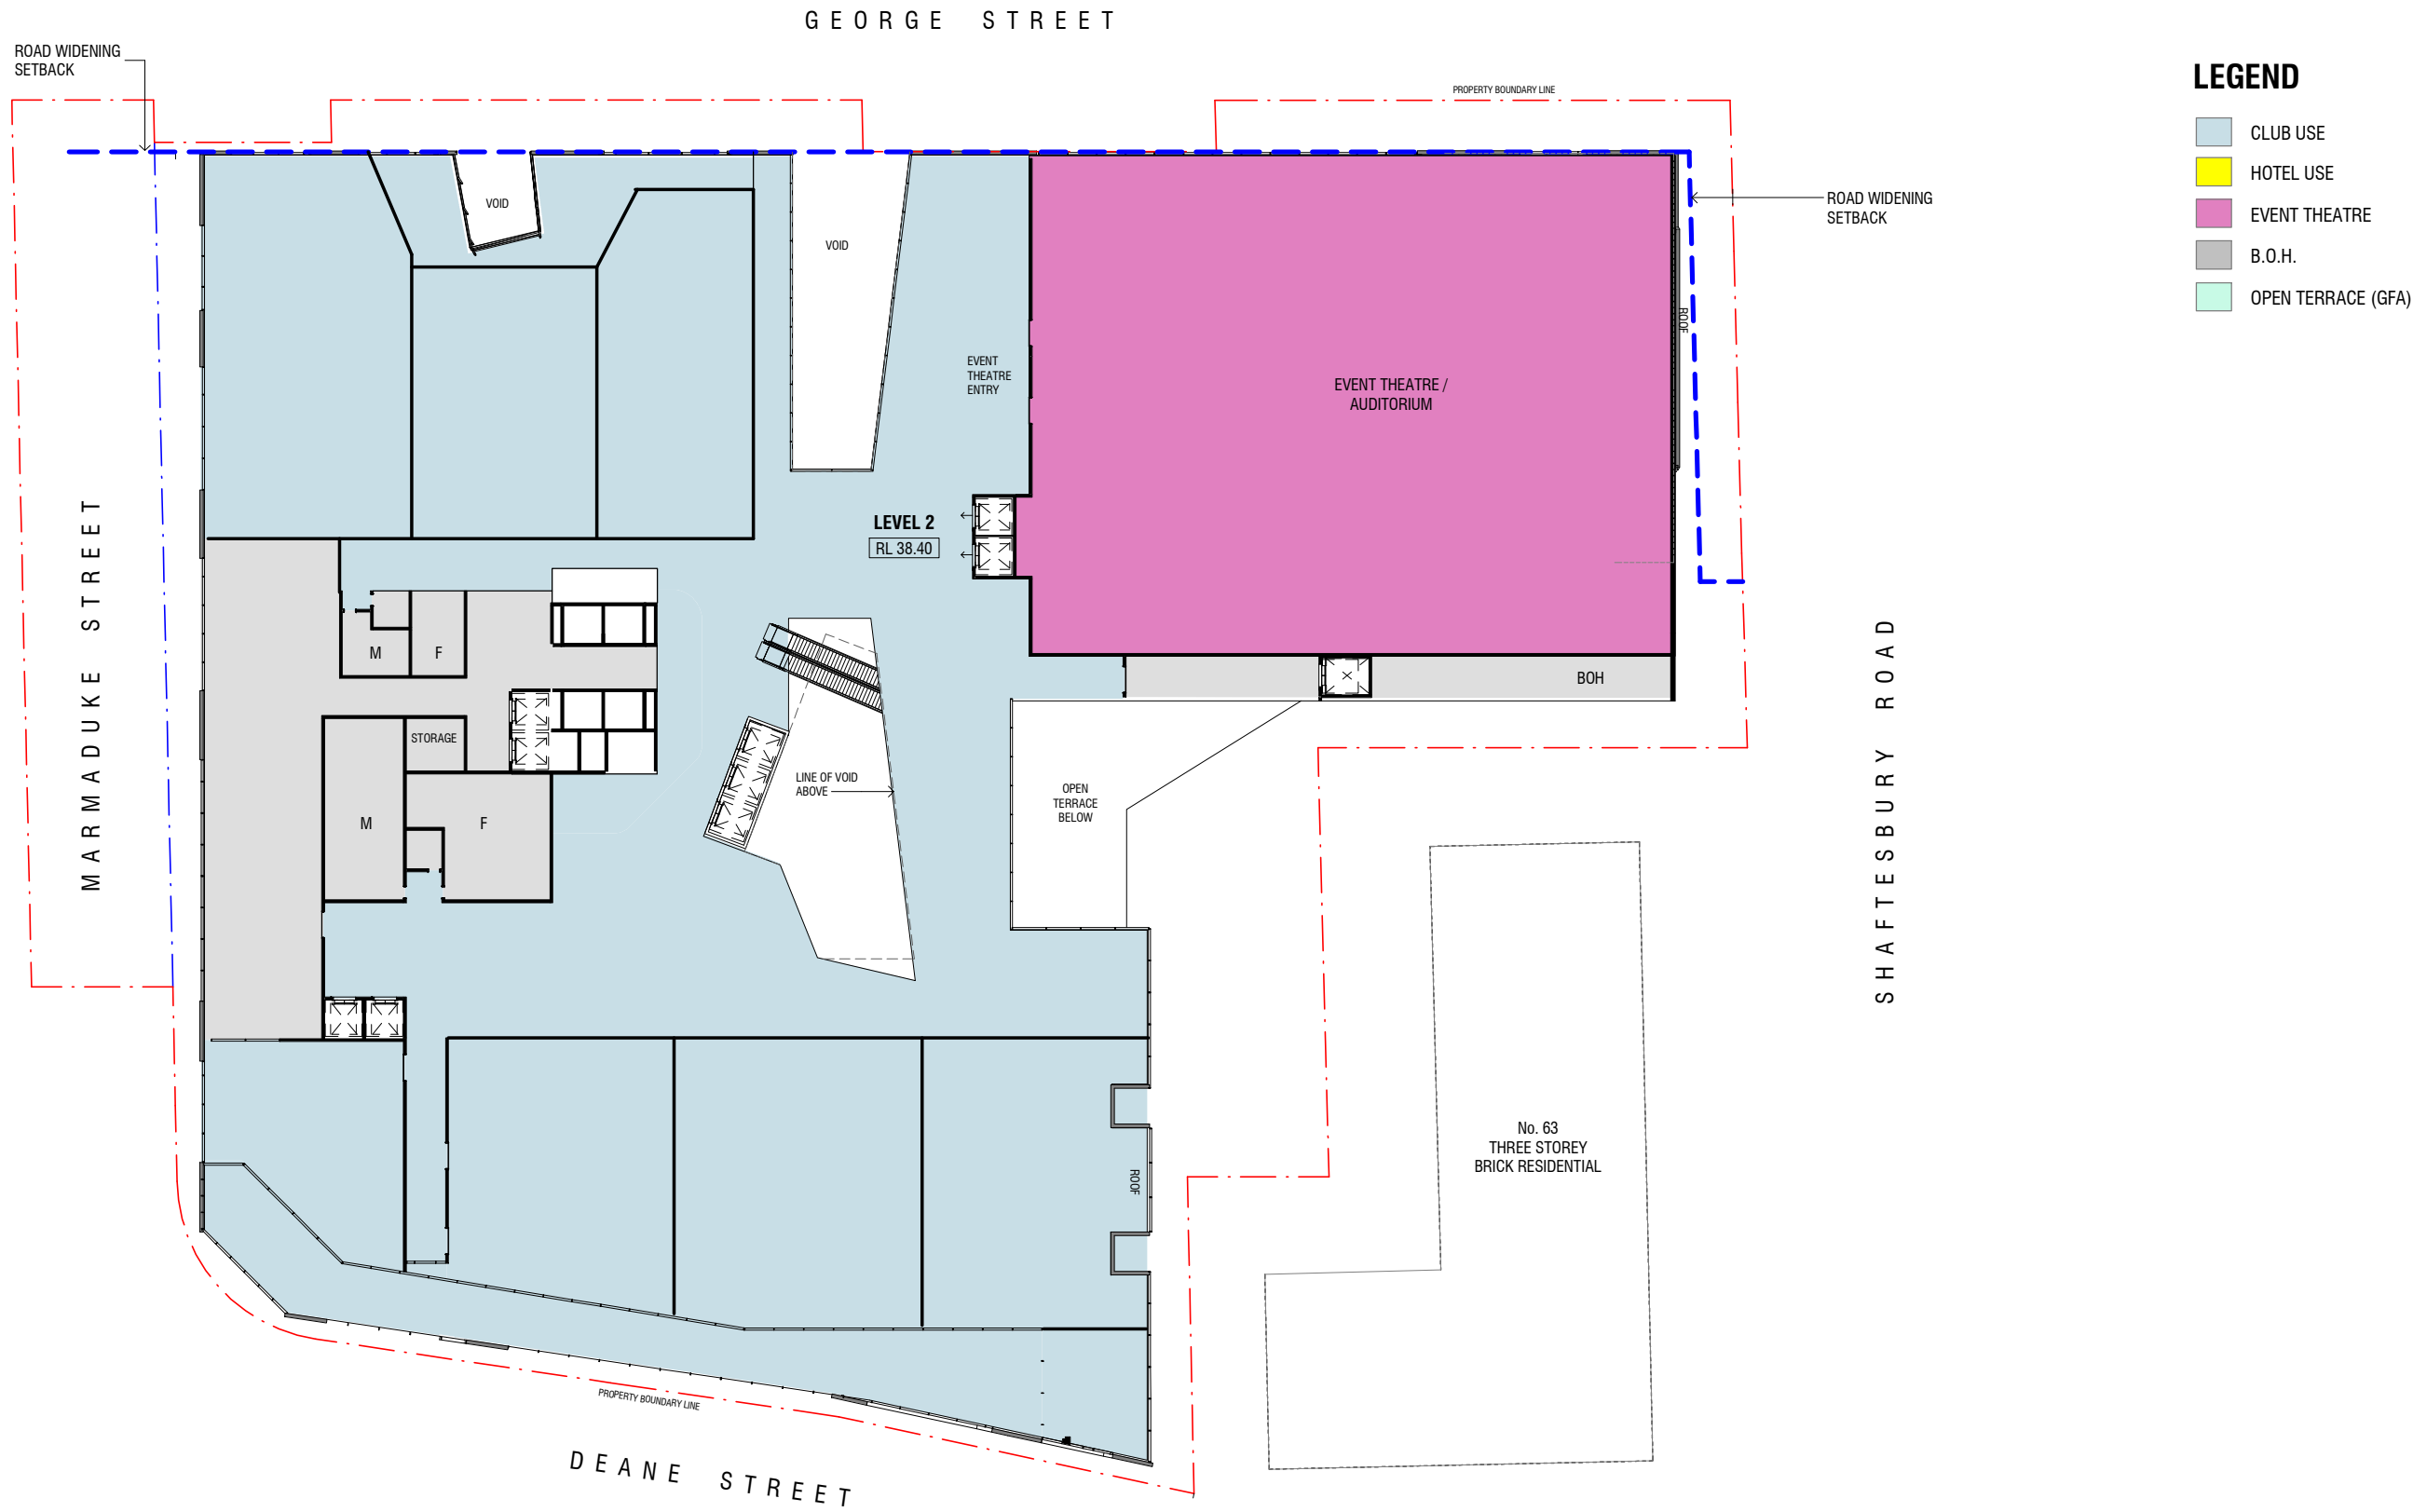 GEORGE STREET
ROAD WIDENING
SETBACK
PROPERTY BOUNDARY LINE
LEGEND
CLUB USE
HOTEL USE
EVENT THEATRE
B.O.H.
OPEN TERRACE (GFA)
ROAD WIDENING
SETBACK
VOID
VOID
ROOF
EVENT
THEATRE
ENTRY
EVENT THEATRE /
AUDITORIUM
LEVEL 2
RL 38.40
MARMADUKE STREET
SHAFTESBURY ROAD
M
F
BOH
STORAGE
LINE OF VOID
ABOVE
OPEN
TERRACE
BELOW
M
F
No. 63
THREE STOREY
BRICK RESIDENTIAL
ROOF
PROPERTY BOUNDARY LINE
DEANE STREET